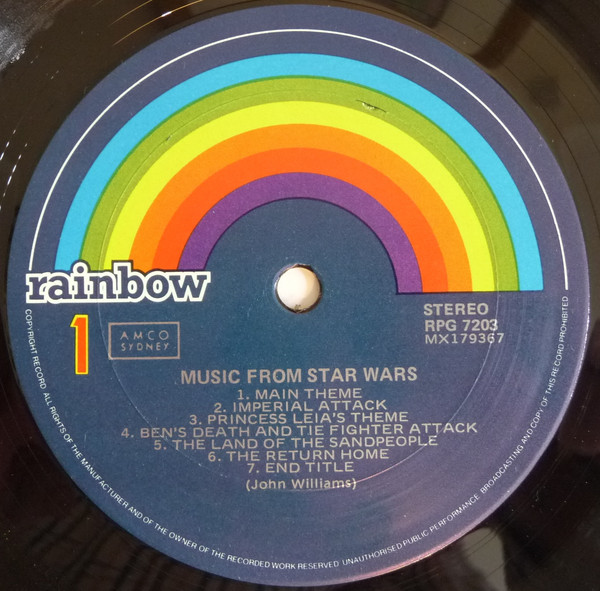 rainbow
1
AMCO
SYDNEY
STEREO
RPG 7203
MX179367
MUSIC FROM STAR WARS
1. MAIN THEME
2. IMPERIAL ATTACK
3. PRINCESS LEIA'S THEME
4. BEN'S DEATH AND TIE FIGHTER ATTACK
5. THE LAND OF THE SANDPEOPLE
6. THE RETURN HOME
7. END TITLE
(John Williams)
COPYRIGHT RECORD ALL RIGHTS OF THE MANUFACTURER AND OF THE OWNER OF THE RECORDED WORK RESERVED UNAUTHORISED PUBLIC PERFORMANCE BROADCASTING AND COPY OF THIS RECORD PROHIBITED